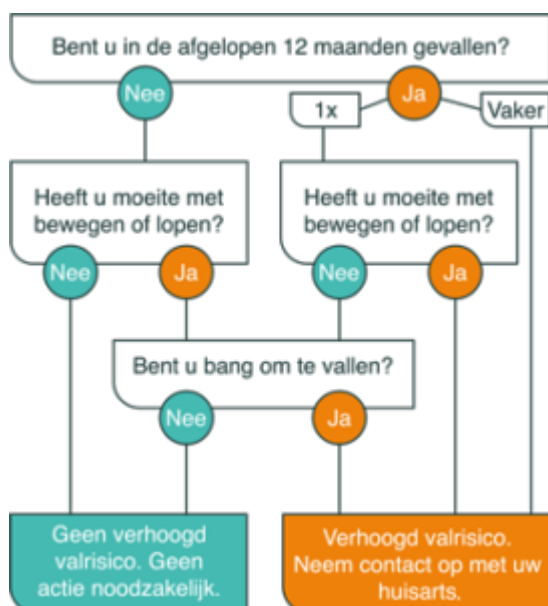 Bent u in de afgelopen 12 maanden gevallen?
Nee
Ja
1x
Vaker
Heeft u moeite met
bewegen of lopen?
Nee
Ja
Heeft u moeite met
bewegen of lopen?
Nee
Ja
Bent u bang om te vallen?
Nee
Ja
Geen verhoogd
valrisico. Geen
actie noodzakelijk.
Verhoogd valrisico.
Neem contact op met uw
huisarts.